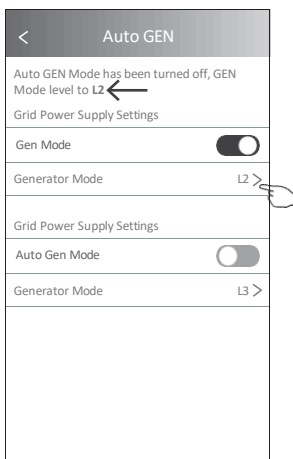 Auto GEN
Auto GEN Mode has been turned off, GEN
Mode level to L2
Grid Power Supply Settings
Gen Mode
Generator Mode L2 >
Grid Power Supply Settings
Auto Gen Mode
Generator Mode L3 >